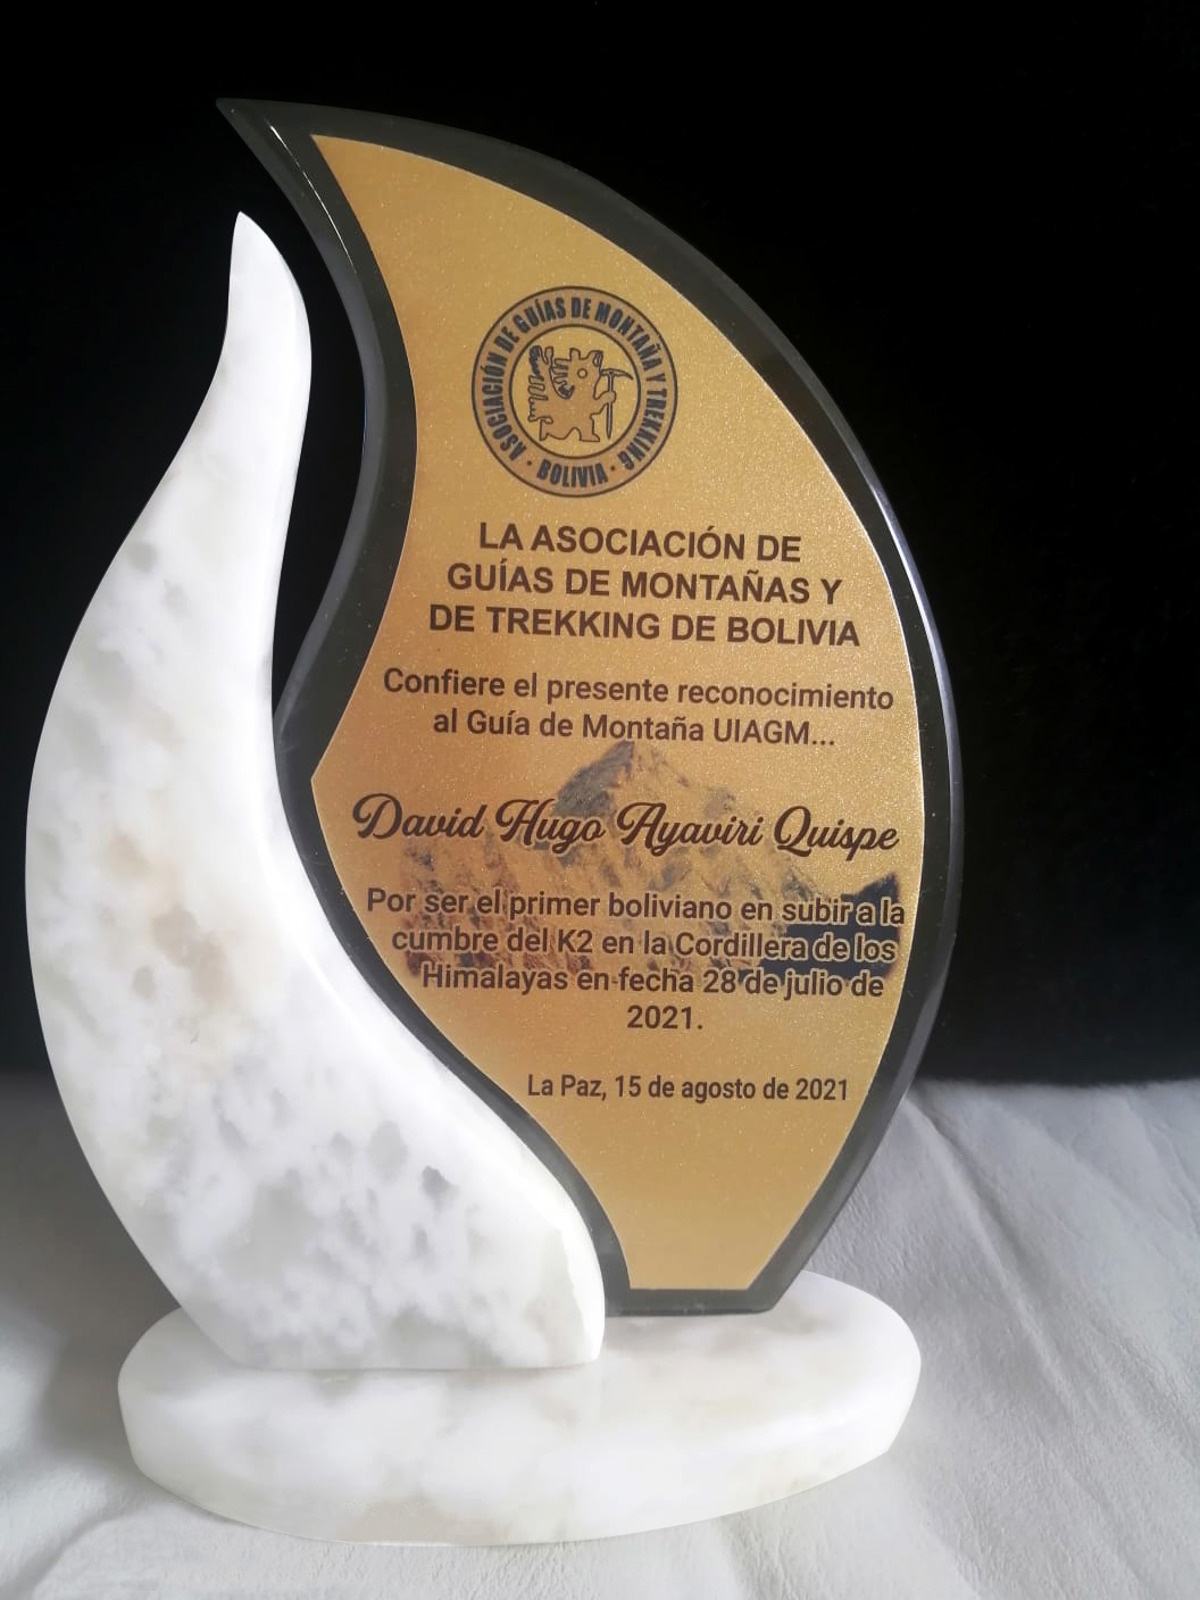 ASOCIACIÓN DE GUÍAS DE MONTAÑA Y TREKKING
· BOLIVIA ·
LA ASOCIACIÓN DE
GUÍAS DE MONTAÑAS Y
DE TREKKING DE BOLIVIA
Confiere el presente reconocimiento
al Guía de Montaña UIAGM...
David Hugo Ayaviri Quispe
Por ser el primer boliviano en subir a la
cumbre del K2 en la Cordillera de los
Himalayas en fecha 28 de julio de
2021.
La Paz, 15 de agosto de 2021